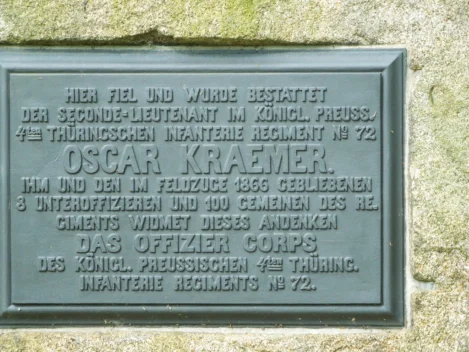 HIER FIEL UND WURDE BESTATTET
DER SECONDE-LIEUTENANT IM KÖNIGL. PREUSS.
4TEN THÜRINGSCHEN INFANTERIE REGIMENT No 72
OSCAR KRAEMER.
IHM UND DEN IM FELDZUGE 1866 GEBLIEBENEN
8 UNTEROFFIZIEREN UND 100 GEMEINEN DES RE,
GIMENTS WIDMET DIESES ANDENKEN
DAS OFFIZIER CORPS
DES KÖNIGL. PREUSSISCHEN 4TEN THÜRING.
INFANTERIE REGIMENTS No 72.